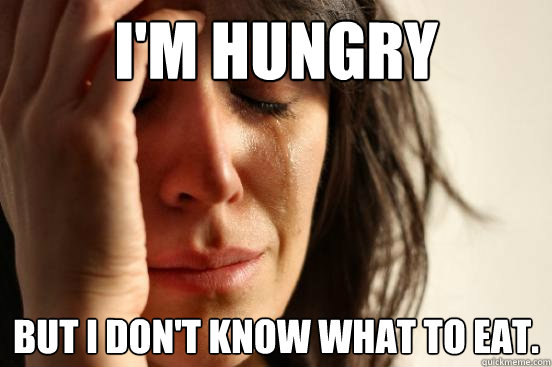 I'M HUNGRY
BUT I DON'T KNOW WHAT TO EAT.
quickmeme.com